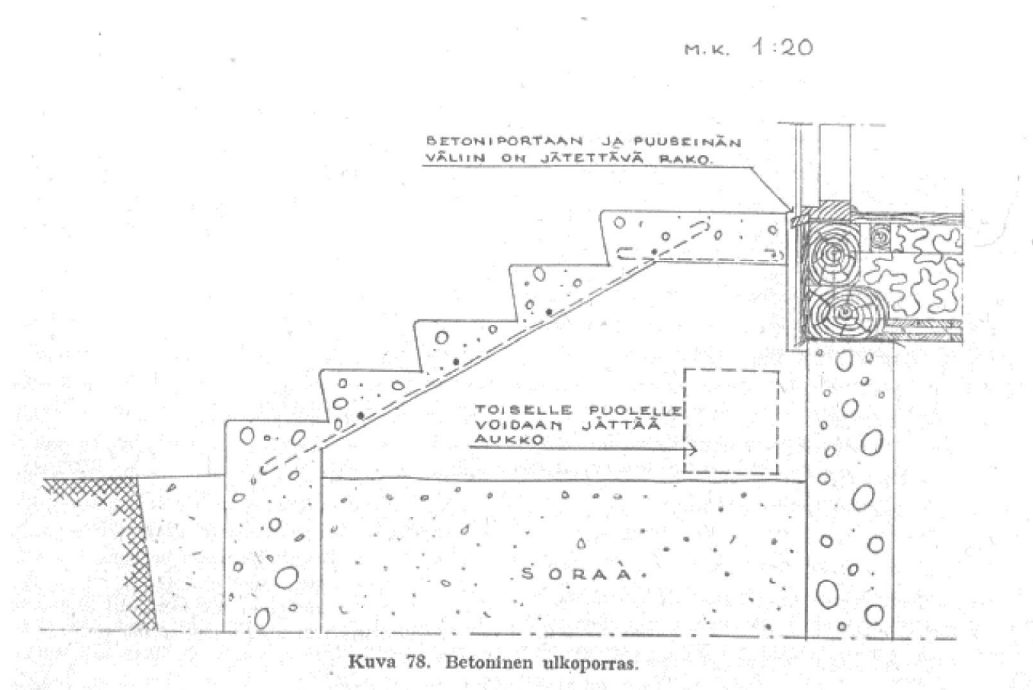 M.K. 1:20
BETONIPORTAAN JA PUUSEINÄN
VÄLIIN ON JÄTETTÄVÄ RAKO.
TOISELLE PUOLELLE
VOIDAAN JÄTTÄÄ
AUKKO
SORAA.
Kuva 78. Betoninen ulkoporras.